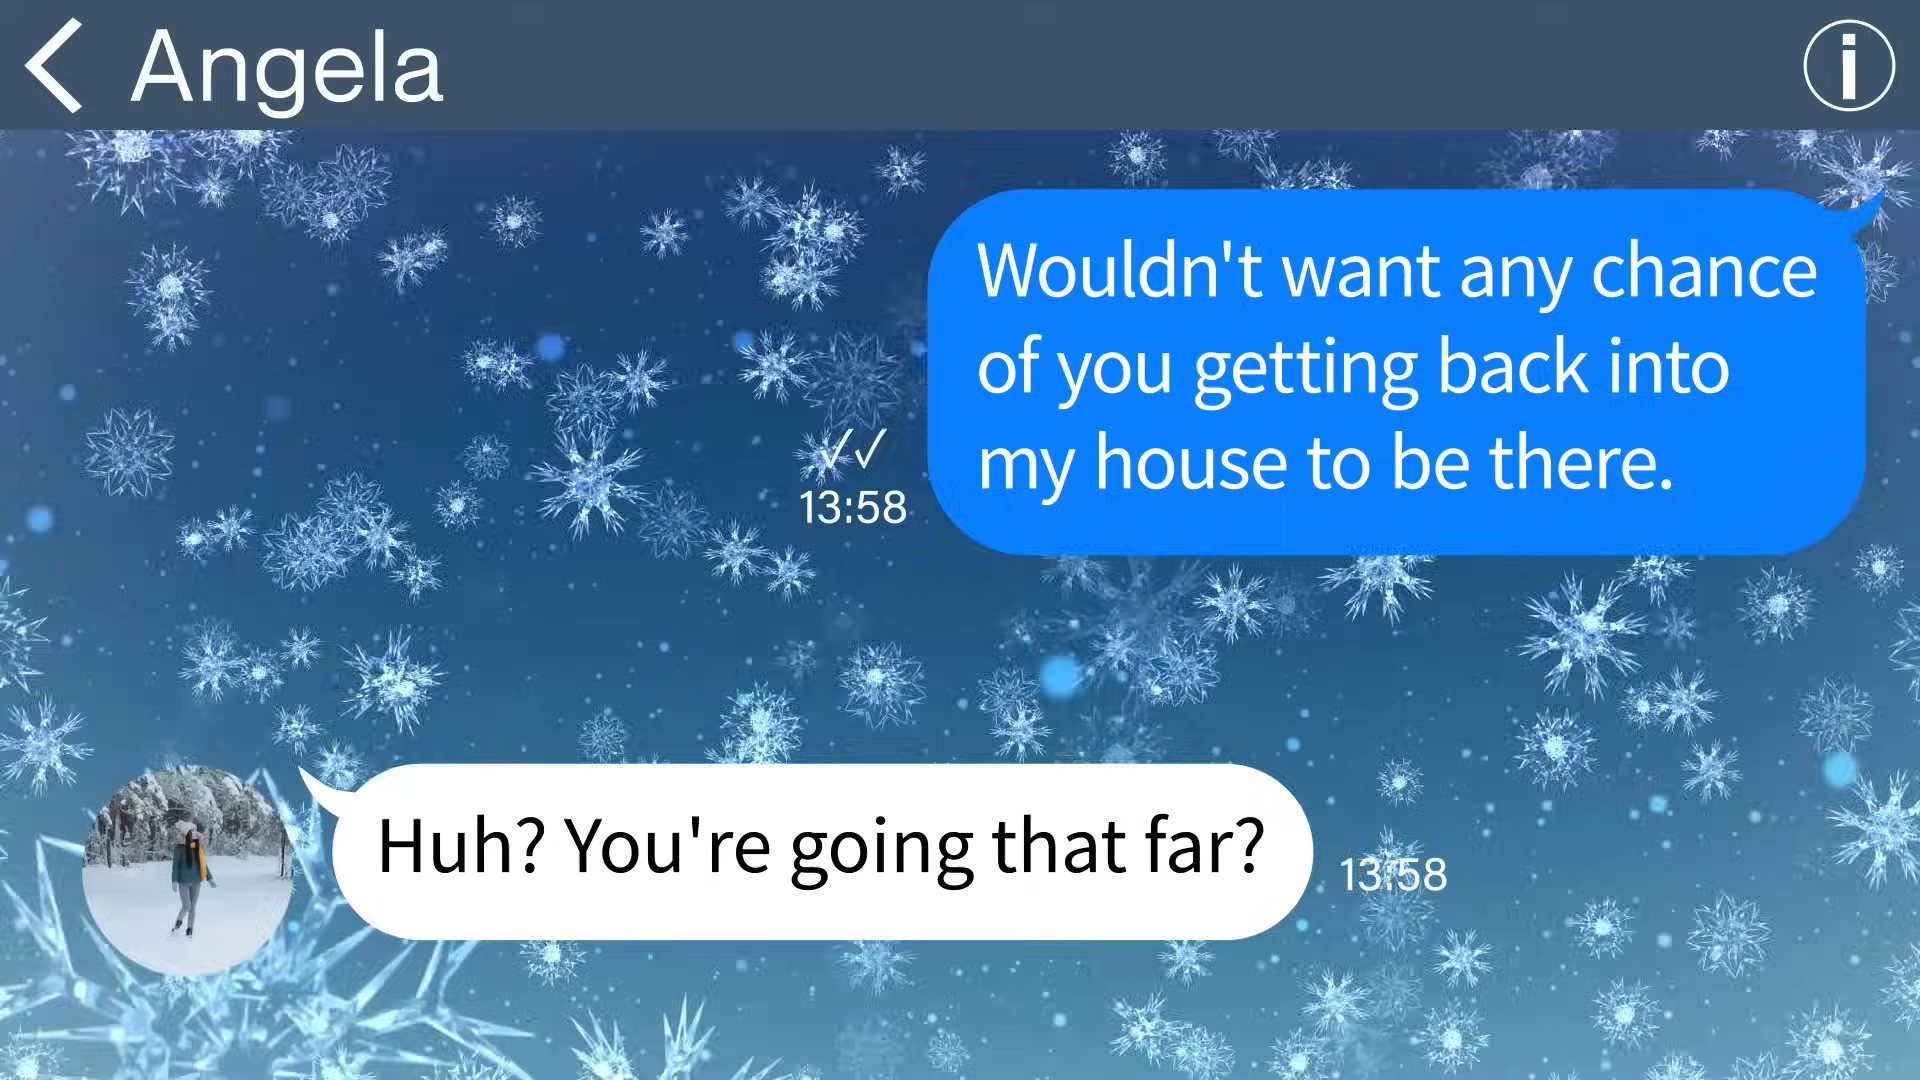 Angela
Wouldn't want any chance
of you getting back into
my house to be there.
13:58
Huh? You're going that far?
13:58